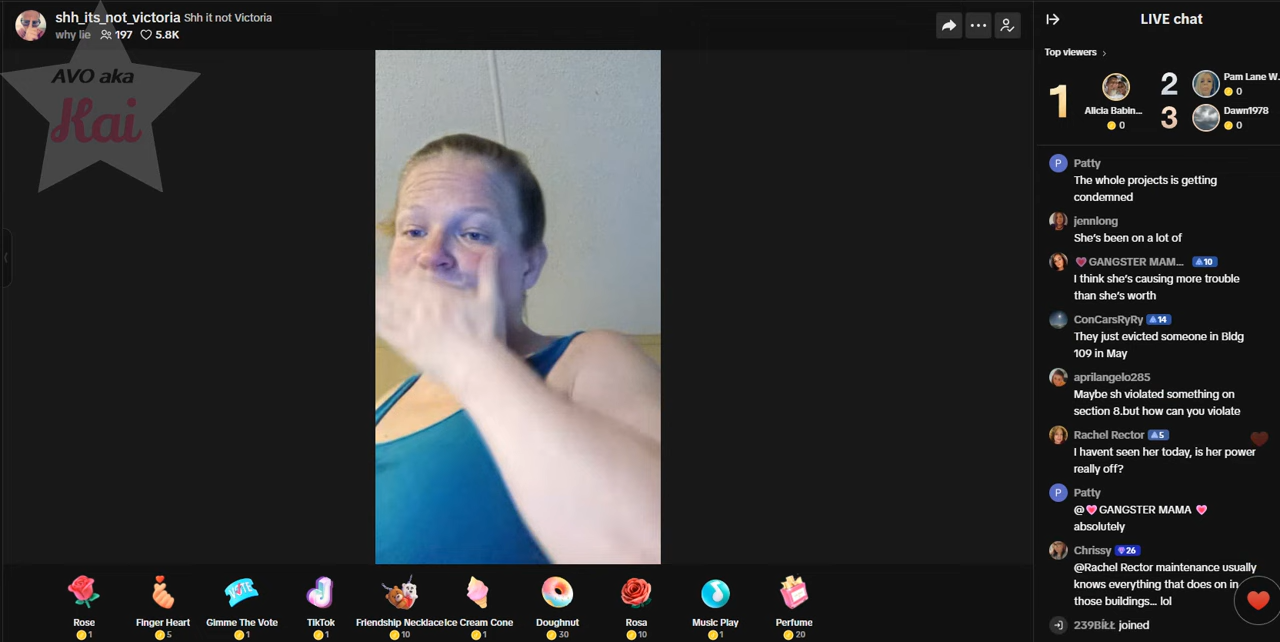 shh_its_not_victoria Shh it not Victoria
why lie 197 5.8K
AVO aka
Kai
LIVE chat
Top viewers
1
Alicia Babin...
0
2
Pam Lane W...
0
3
Dawn1978
0
P Patty
The whole projects is getting
condemned
jennlong
She's been on a lot of
GANGSTER MAM... 10
I think she's causing more trouble
than she's worth
ConCarsRyRy 14
They just evicted someone in Bldg
109 in May
aprilangelo285
Maybe sh violated something on
section 8.but how can you violate
Rachel Rector 5
I havent seen her today, is her power
really off?
P Patty
@💗GANGSTER MAMA 💗
absolutely
Chrissy 26
@Rachel Rector maintenance usually
knows everything that does on in
those buildings... lol
239BİŁŁ joined
VOTE
Rose
1
Finger Heart
5
Gimme The Vote
1
TikTok
1
Friendship Necklace
10
Ice Cream Cone
1
Doughnut
30
Rosa
10
Music Play
1
Perfume
20